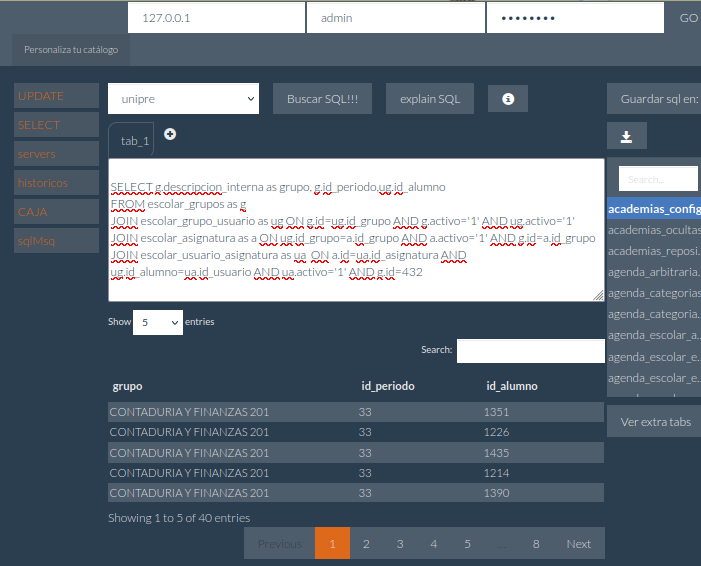 127.0.0.1
admin
GO
Personaliza tu catálogo
UPDATE
SELECT
servers
historicos
CAJA
sqlMsq
unipre
Buscar SQL!!!
explain SQL
Guardar sql en:
tab_1
SELECT g.descripcion_interna as grupo, g.id_periodo,ug.id_alumno
FROM escolar_grupos as g
JOIN escolar_grupo_usuario as ug ON g.id=ug.id_grupo AND g.activo='1' AND ug.activo='1'
JOIN escolar_asignatura as a ON ug.id_grupo=a.id_grupo AND a.activo='1' AND g.id=a.id_grupo
JOIN escolar_usuario_asignatura as ua ON a.id=ua.id_asignatura AND
ug.id_alumno=ua.id_usuario AND ua.activo='1' AND g.id=432
Show 5 entries
Search:
grupo id_periodo id_alumno
CONTADURIA Y FINANZAS 201 33 1351
CONTADURIA Y FINANZAS 201 33 1226
CONTADURIA Y FINANZAS 201 33 1435
CONTADURIA Y FINANZAS 201 33 1214
CONTADURIA Y FINANZAS 201 33 1390
Showing 1 to 5 of 40 entries
Previous 1 2 3 4 5 ... 8 Next
Search...
academias_config
academias_ocultas
academias_reposi...
agenda_arbitraria...
agenda_categorias
agenda_categoria...
agenda_escolar_a...
agenda_escolar_e...
agenda_escolar_e...
Ver extra tabs